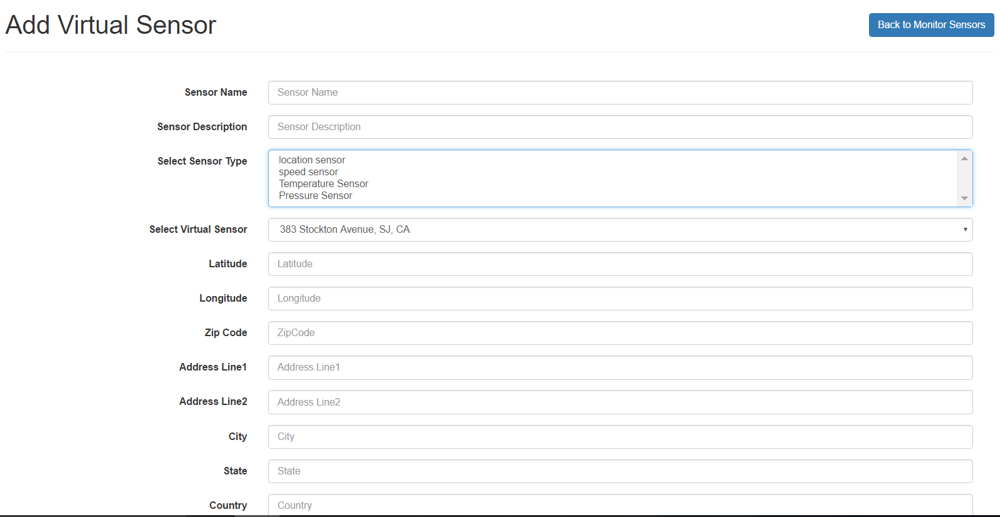 Add Virtual Sensor
Back to Monitor Sensors
Sensor Name
Sensor Name
Sensor Description
Sensor Description
Select Sensor Type
location sensor
speed sensor
Temperature Sensor
Pressure Sensor
Select Virtual Sensor
383 Stockton Avenue, SJ, CA
Latitude
Latitude
Longitude
Longitude
Zip Code
ZipCode
Address Line1
Address Line1
Address Line2
Address Line2
City
City
State
State
Country
Country